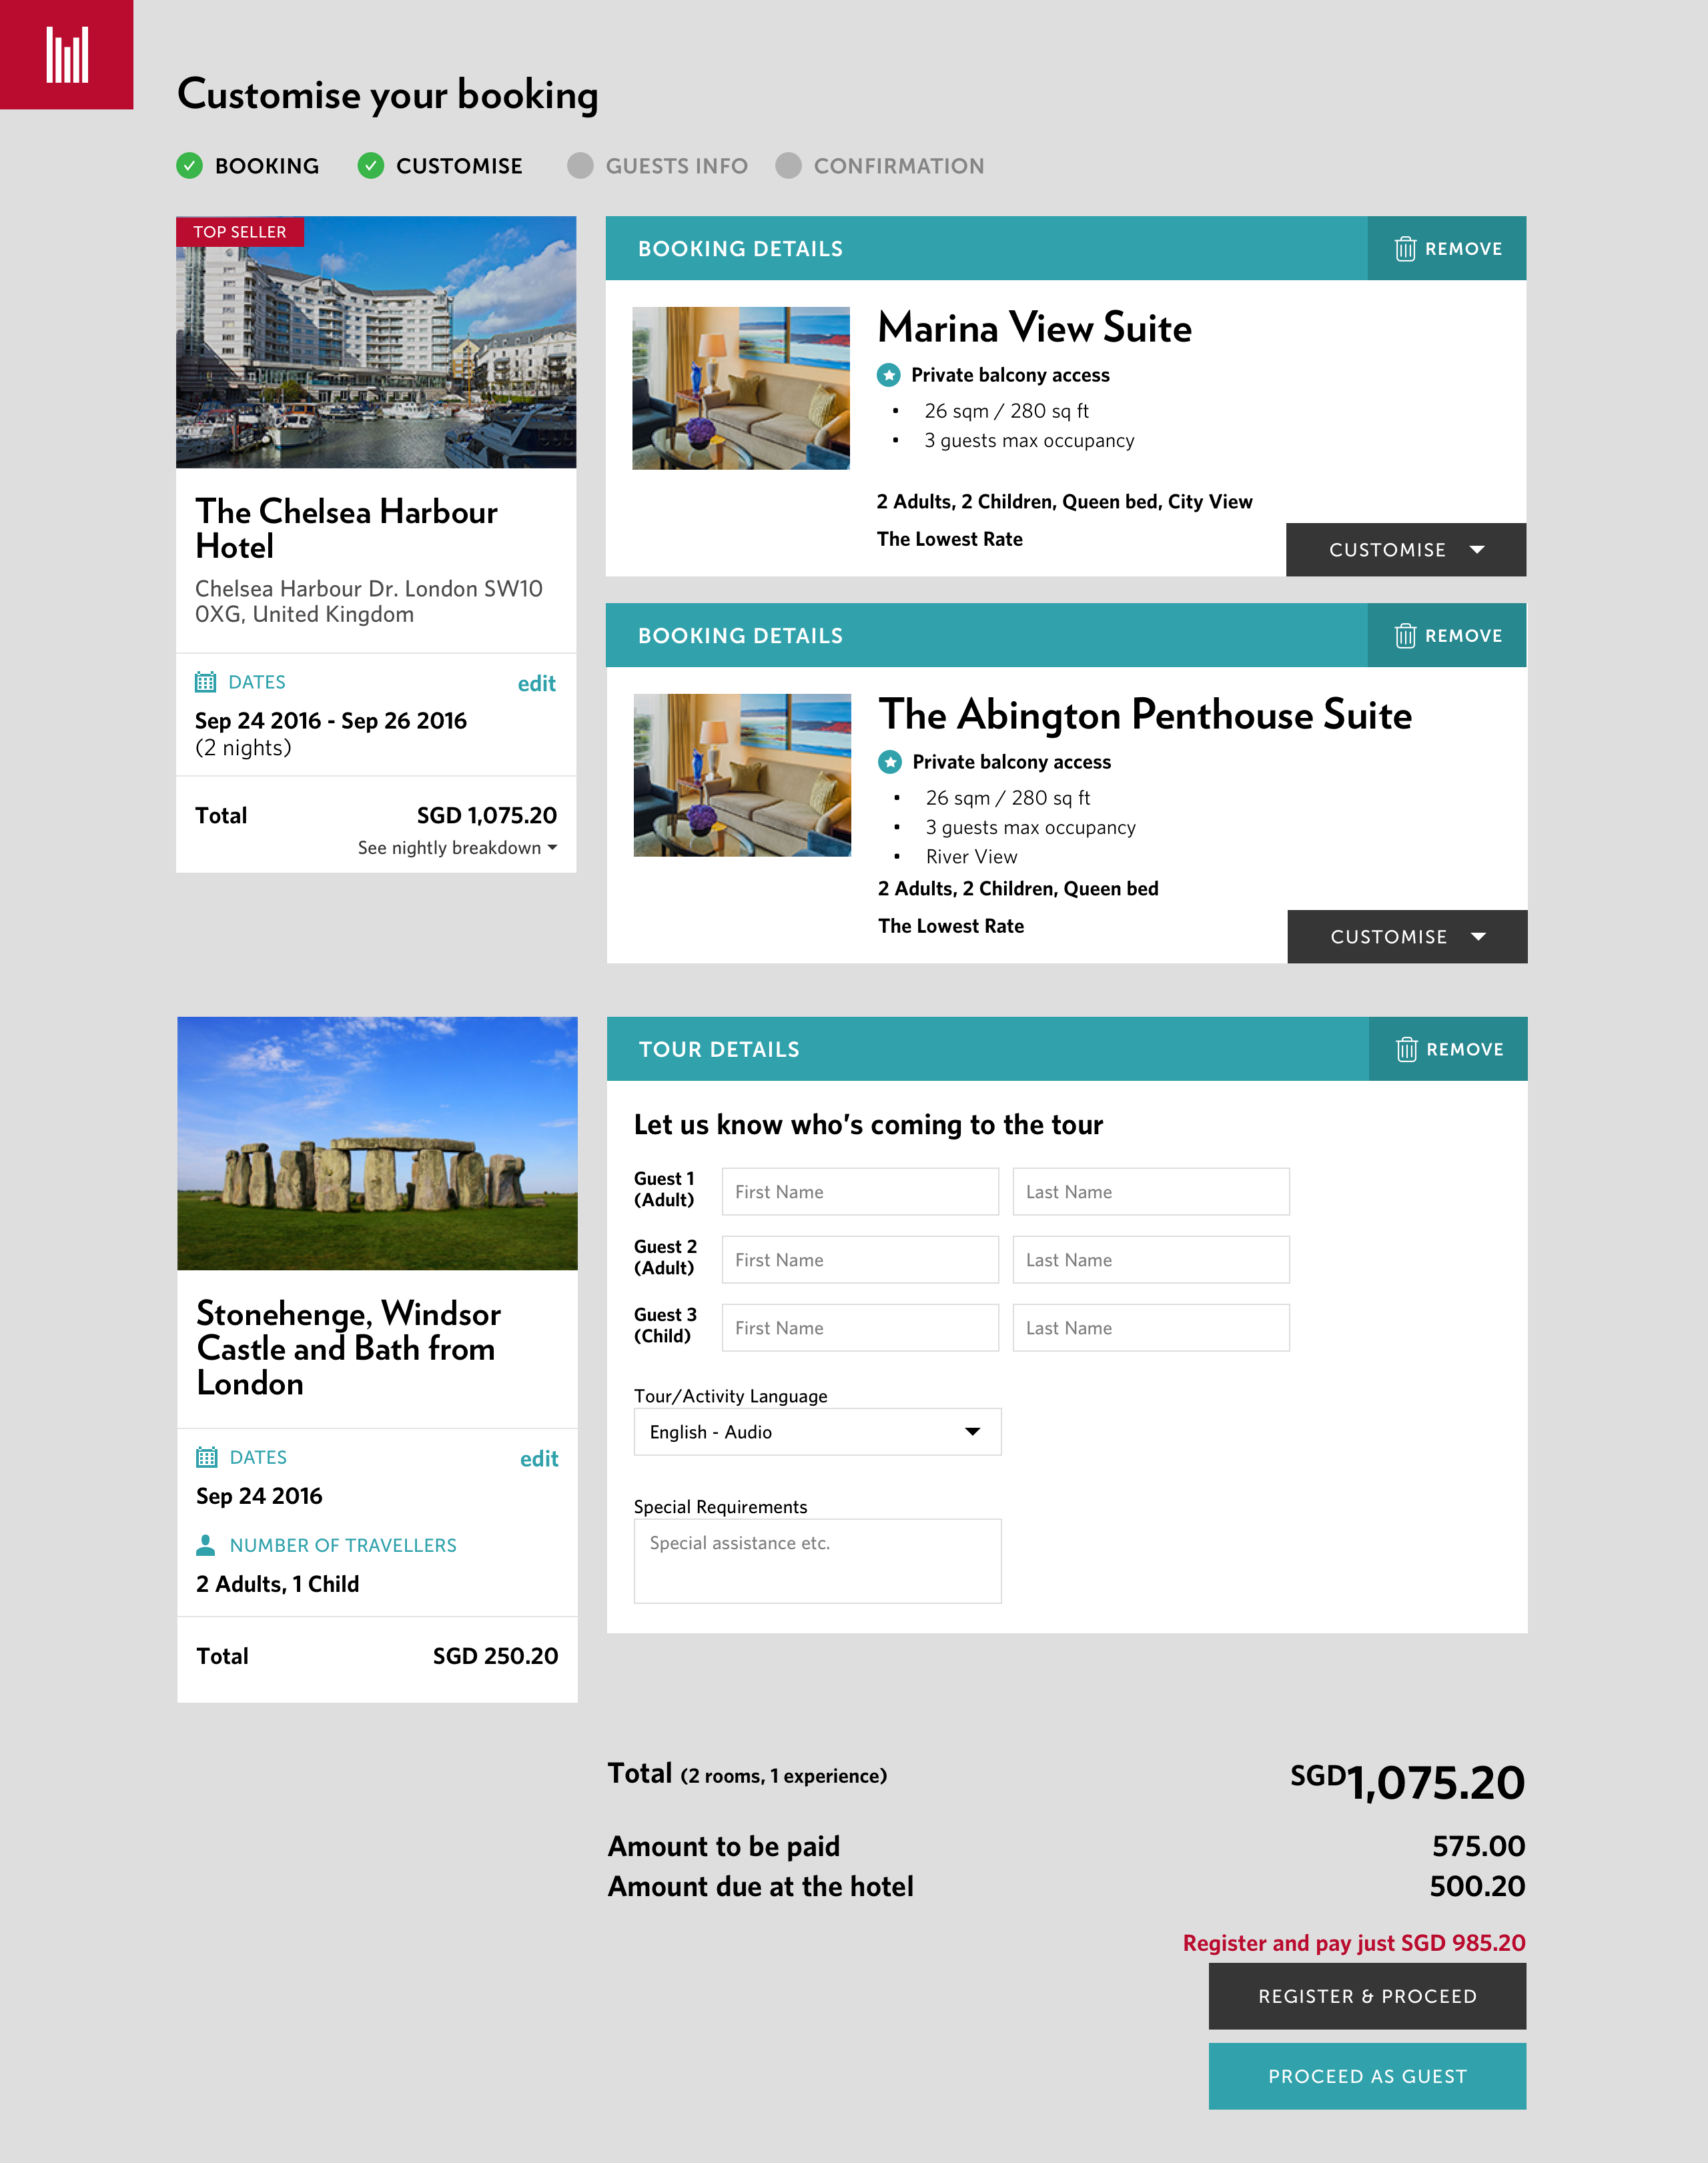 Customise your booking
BOOKING
CUSTOMISE
GUESTS INFO
CONFIRMATION
TOP SELLER
The Chelsea Harbour
Hotel
Chelsea Harbour Dr. London SW10
0XG, United Kingdom
DATES
edit
Sep 24 2016 - Sep 26 2016
(2 nights)
Total
SGD 1,075.20
See nightly breakdown
BOOKING DETAILS
REMOVE
Marina View Suite
Private balcony access
• 26 sqm / 280 sq ft
• 3 guests max occupancy
2 Adults, 2 Children, Queen bed, City View
The Lowest Rate
CUSTOMISE
BOOKING DETAILS
REMOVE
The Abington Penthouse Suite
Private balcony access
• 26 sqm / 280 sq ft
• 3 guests max occupancy
• River View
2 Adults, 2 Children, Queen bed
The Lowest Rate
CUSTOMISE
Stonehenge, Windsor
Castle and Bath from
London
DATES
edit
Sep 24 2016
NUMBER OF TRAVELLERS
2 Adults, 1 Child
Total
SGD 250.20
TOUR DETAILS
REMOVE
Let us know who's coming to the tour
Guest 1
(Adult)
First Name
Last Name
Guest 2
(Adult)
First Name
Last Name
Guest 3
(Child)
First Name
Last Name
Tour/Activity Language
English - Audio
Special Requirements
Special assistance etc.
Total (2 rooms, 1 experience)
SGD1,075.20
Amount to be paid
575.00
Amount due at the hotel
500.20
Register and pay just SGD 985.20
REGISTER & PROCEED
PROCEED AS GUEST